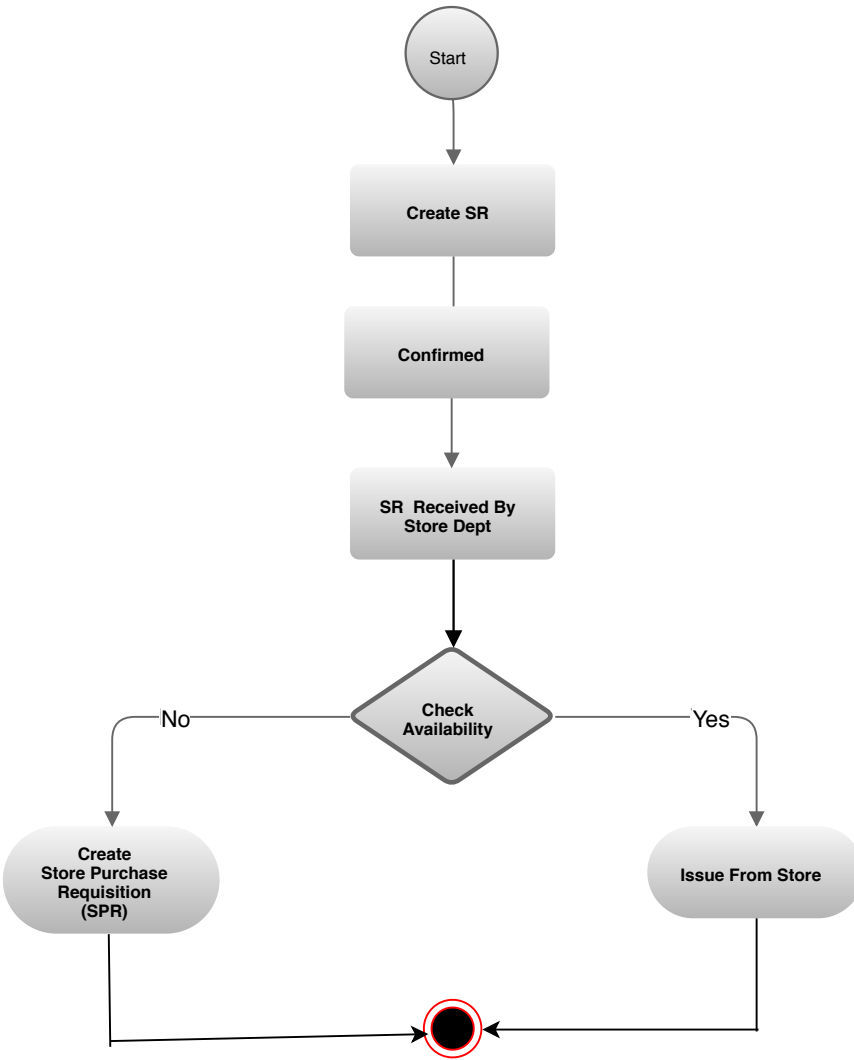 Start
Create SR
Confirmed
SR  Received By
Store Dept
Check
Availability
No
Yes
Create
Store Purchase
Requisition
(SPR)
Issue From Store